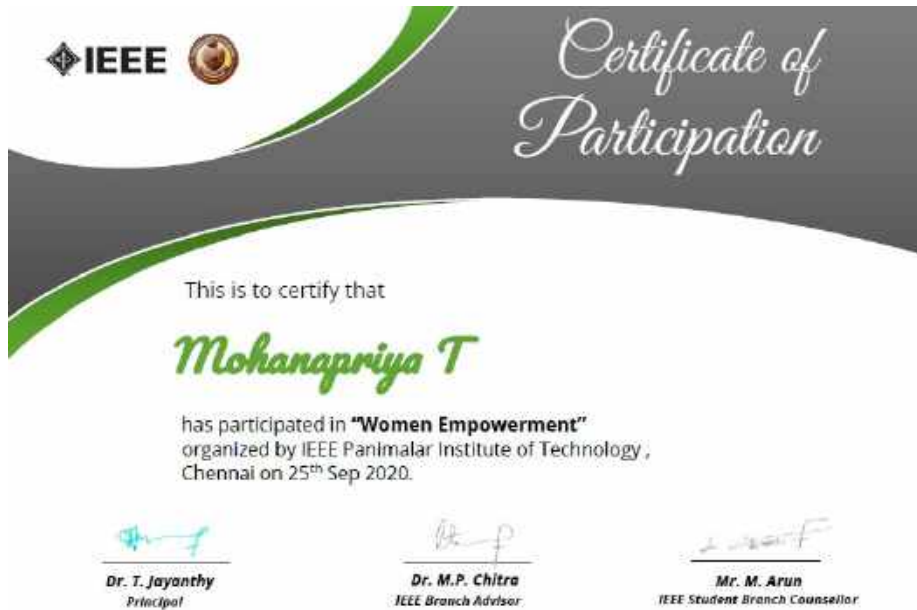 IEEE
Certificate of
Participation
This is to certify that
Mohanapriya T
has participated in “Women Empowerment”
organized by IEEE Panimalar Institute of Technology ,
Chennai on 25th Sep 2020.
Dr. T. Jayanthy
Principal
Dr. M.P. Chitra
IEEE Branch Advisor
Mr. M. Arun
IEEE Student Branch Counsellor